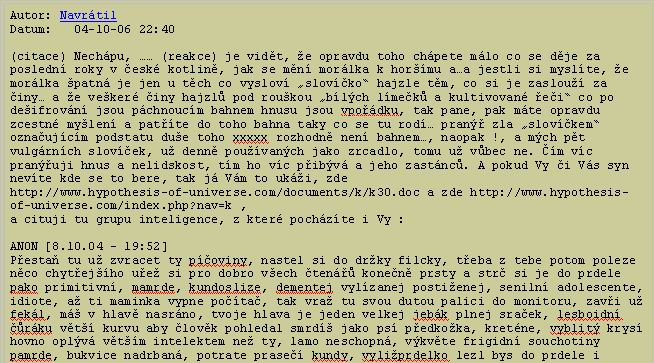 Autor: Navrátil
Datum: 04-10-06 22:40
(citace) Nechápu, …… (reakce) je vidět, že opravdu toho chápete málo co se děje za
poslední roky v české kotlině, jak se mění morálka k horšímu a…a jestli si myslíte, že
morálka špatná je jen u těch co vysloví „slovíčko“ hajzle těm, co si je zaslouží za
činy… a že veškeré činy hajzlů pod rouškou „bílých límečků a kultivované řeči“ co po
dešifrování jsou páchnoucím bahnem hnusu jsou vpořádku, tak pane, pak máte opravdu
zcestné myšlení a patříte do toho bahna taky co se tu rodí… pranýř zla „slovíčkem“
označujícím podstatu duše toho xxxxx rozhodně není bahnem…, naopak !, a mých pět
vulgárních slovíček, už denně používaných jako zrcadlo, tomu už vůbec ne. Čím víc
pranýřuji hnus a nelidskost, tím ho víc přibývá a jeho zastánců. A pokud Vy či Vás syn
nevíte kde se to bere, tak já Vám to ukáži, zde
http://www.hypothesis-of-universe.com/documents/k/k30.doc a zde http://www.hypothesis-
of-universe.com/index.php?nav=k ,
a cituji tu grupu inteligence, z které pocházíte i Vy :
ANON [8.10.04 - 19:52]
Přestaň tu už zvracet ty píčoviny, nastel si do držky filcky, třeba z tebe potom poleze
něco chytřejšího uřež si pro dobro všech čtenářů konečně prsty a strč si je do prdele
pako primitivní, mamrde, kundoslize, dementej vylízanej postiženej, senilní adolescente,
idiote, až ti maminka vypne počítač, tak vraž tu svou dutou palici do monitoru, zavři už
fekál, máš v hlavě nasráno, tvoje hlava je jeden velkej jebák plnej sraček, lesboidní
čůráku větší kurvu aby člověk pohledal smrdíš jako psí předkožka, kreténe, vyblitý krysí
hovno oplývá větším intelektem než ty, lamo neschopná, výkvěte frigidní souchotiny
pamrde, bukvice nadrbaná, potrate prasečí kundy, vylízprdelko lezl bys do prdele i